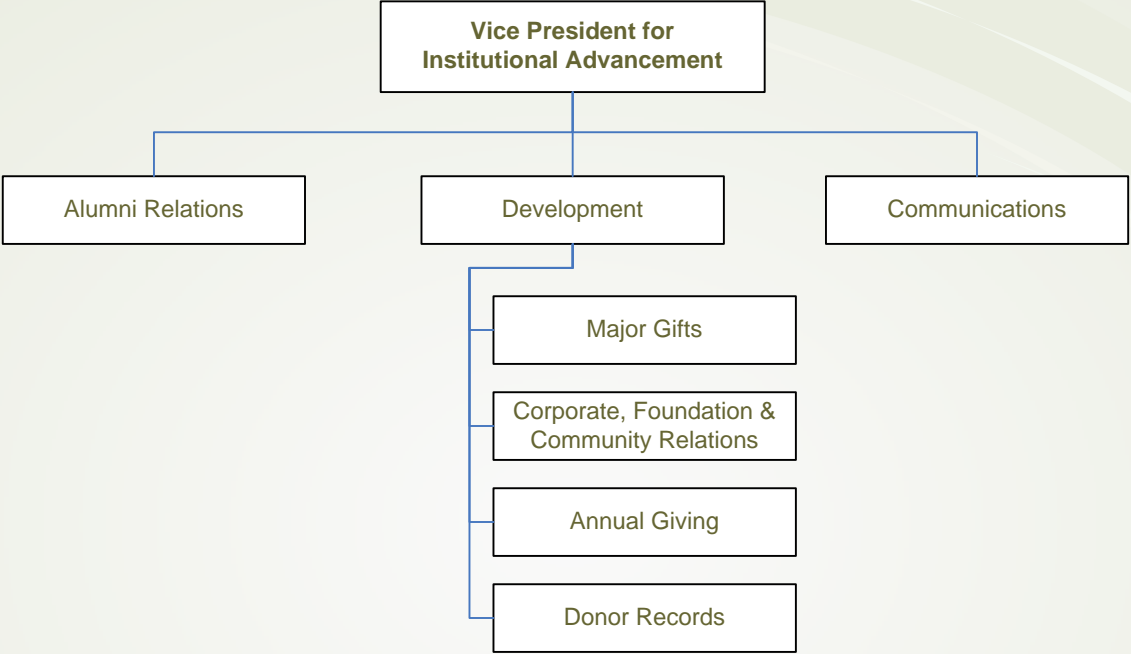 Vice President for
Institutional Advancement
Alumni Relations
Development
Communications
Major Gifts
Corporate, Foundation &
Community Relations
Annual Giving
Donor Records